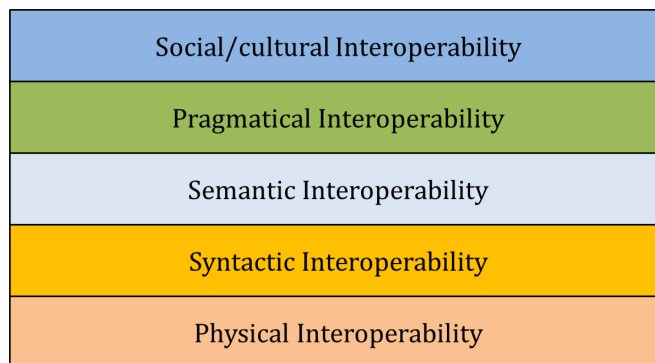 Social/cultural Interoperability
Pragmatical Interoperability
Semantic Interoperability
Syntactic Interoperability
Physical Interoperability